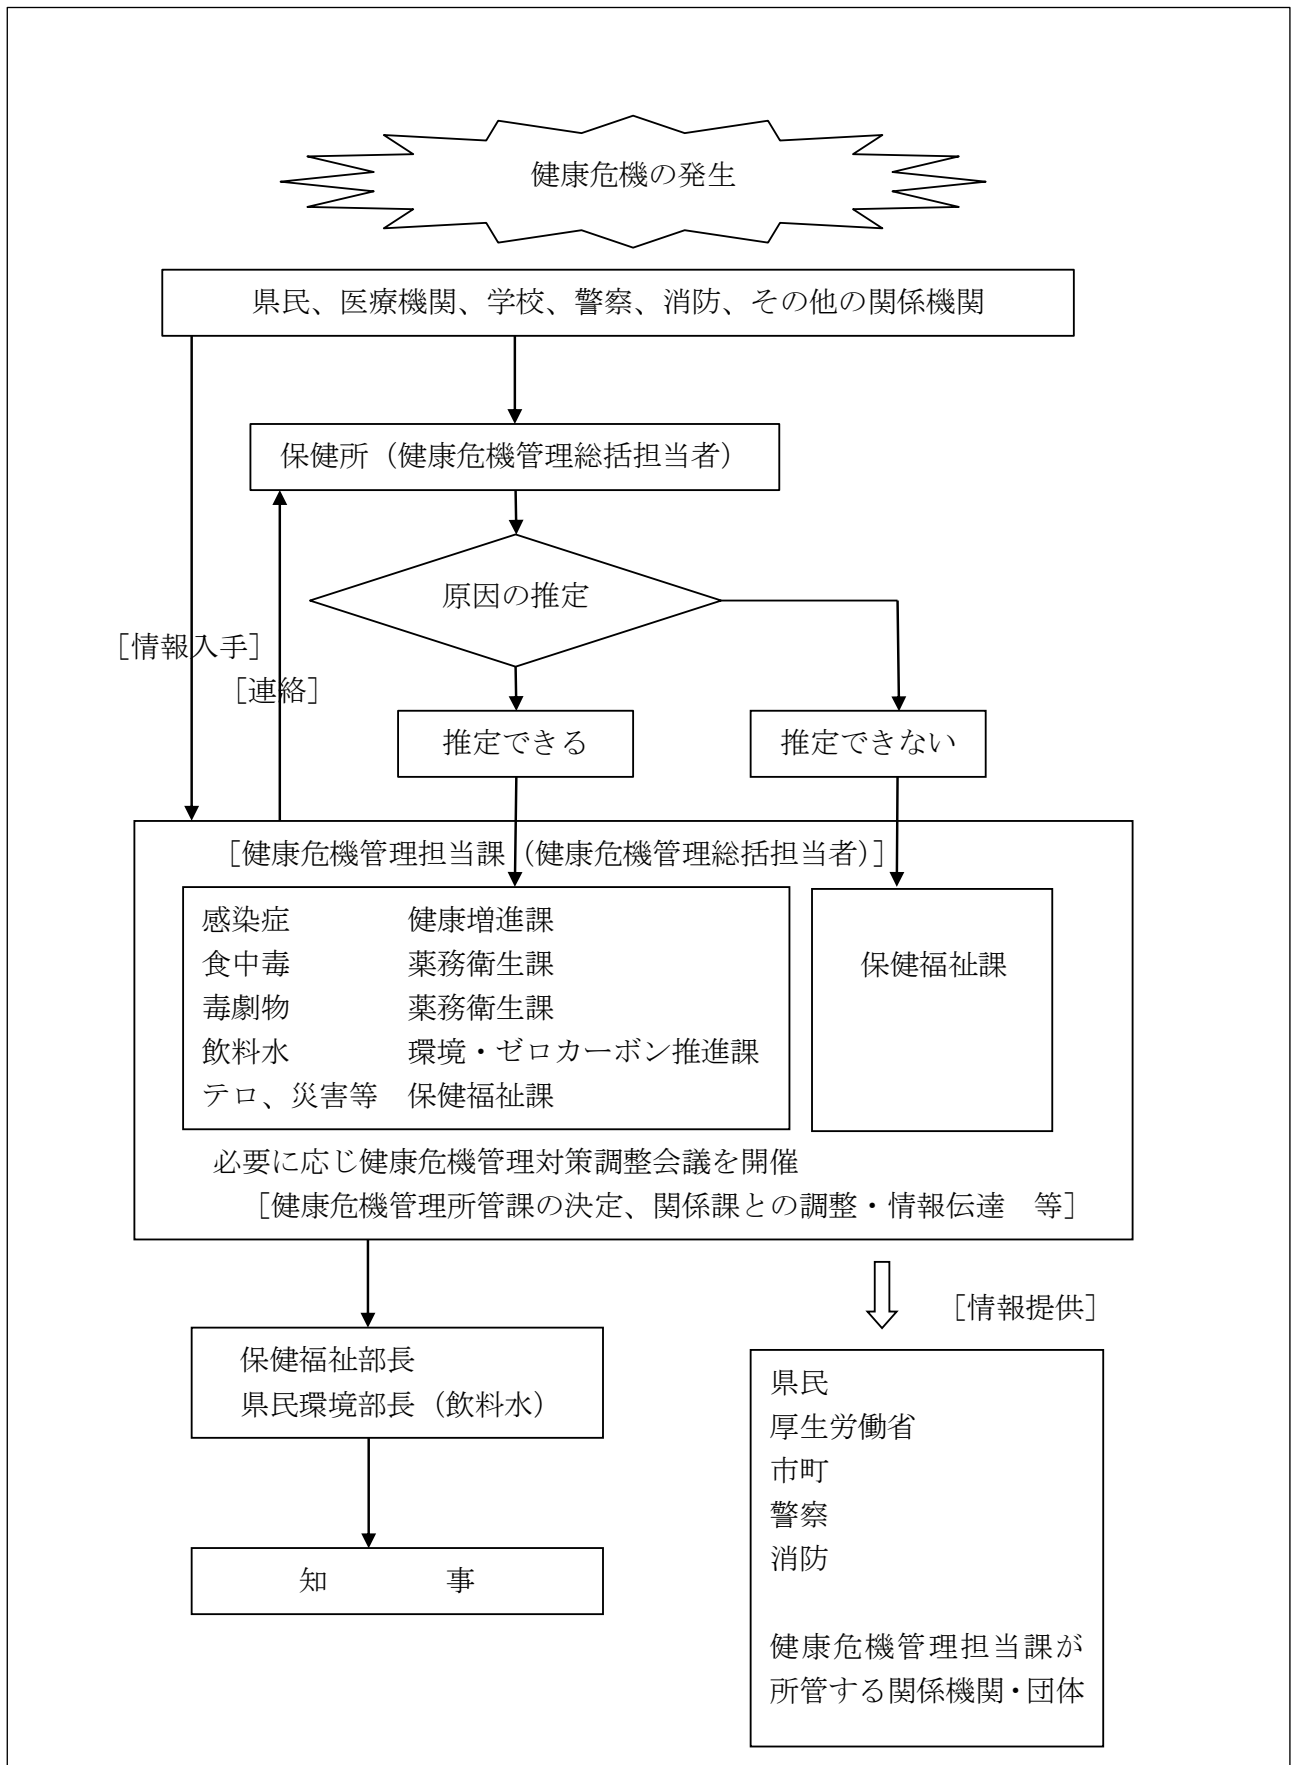 健康危機の発生
県民、医療機関、学校、警察、消防、その他の関係機関
保健所（健康危機管理総括担当者）
原因の推定
［情報入手］
［連絡］
推定できる
推定できない
［健康危機管理担当課（健康危機管理総括担当者）］
感染症　　　　健康増進課
食中毒　　　　薬務衛生課
毒劇物　　　　薬務衛生課
飲料水　　　　環境・ゼロカーボン推進課
テロ、災害等　保健福祉課
保健福祉課
必要に応じ健康危機管理対策調整会議を開催
［健康危機管理所管課の決定、関係課との調整・情報伝達　等］
［情報提供］
保健福祉部長
県民環境部長（飲料水）
知　　　　事
県民
厚生労働省
市町
警察
消防
健康危機管理担当課が
所管する関係機関・団体